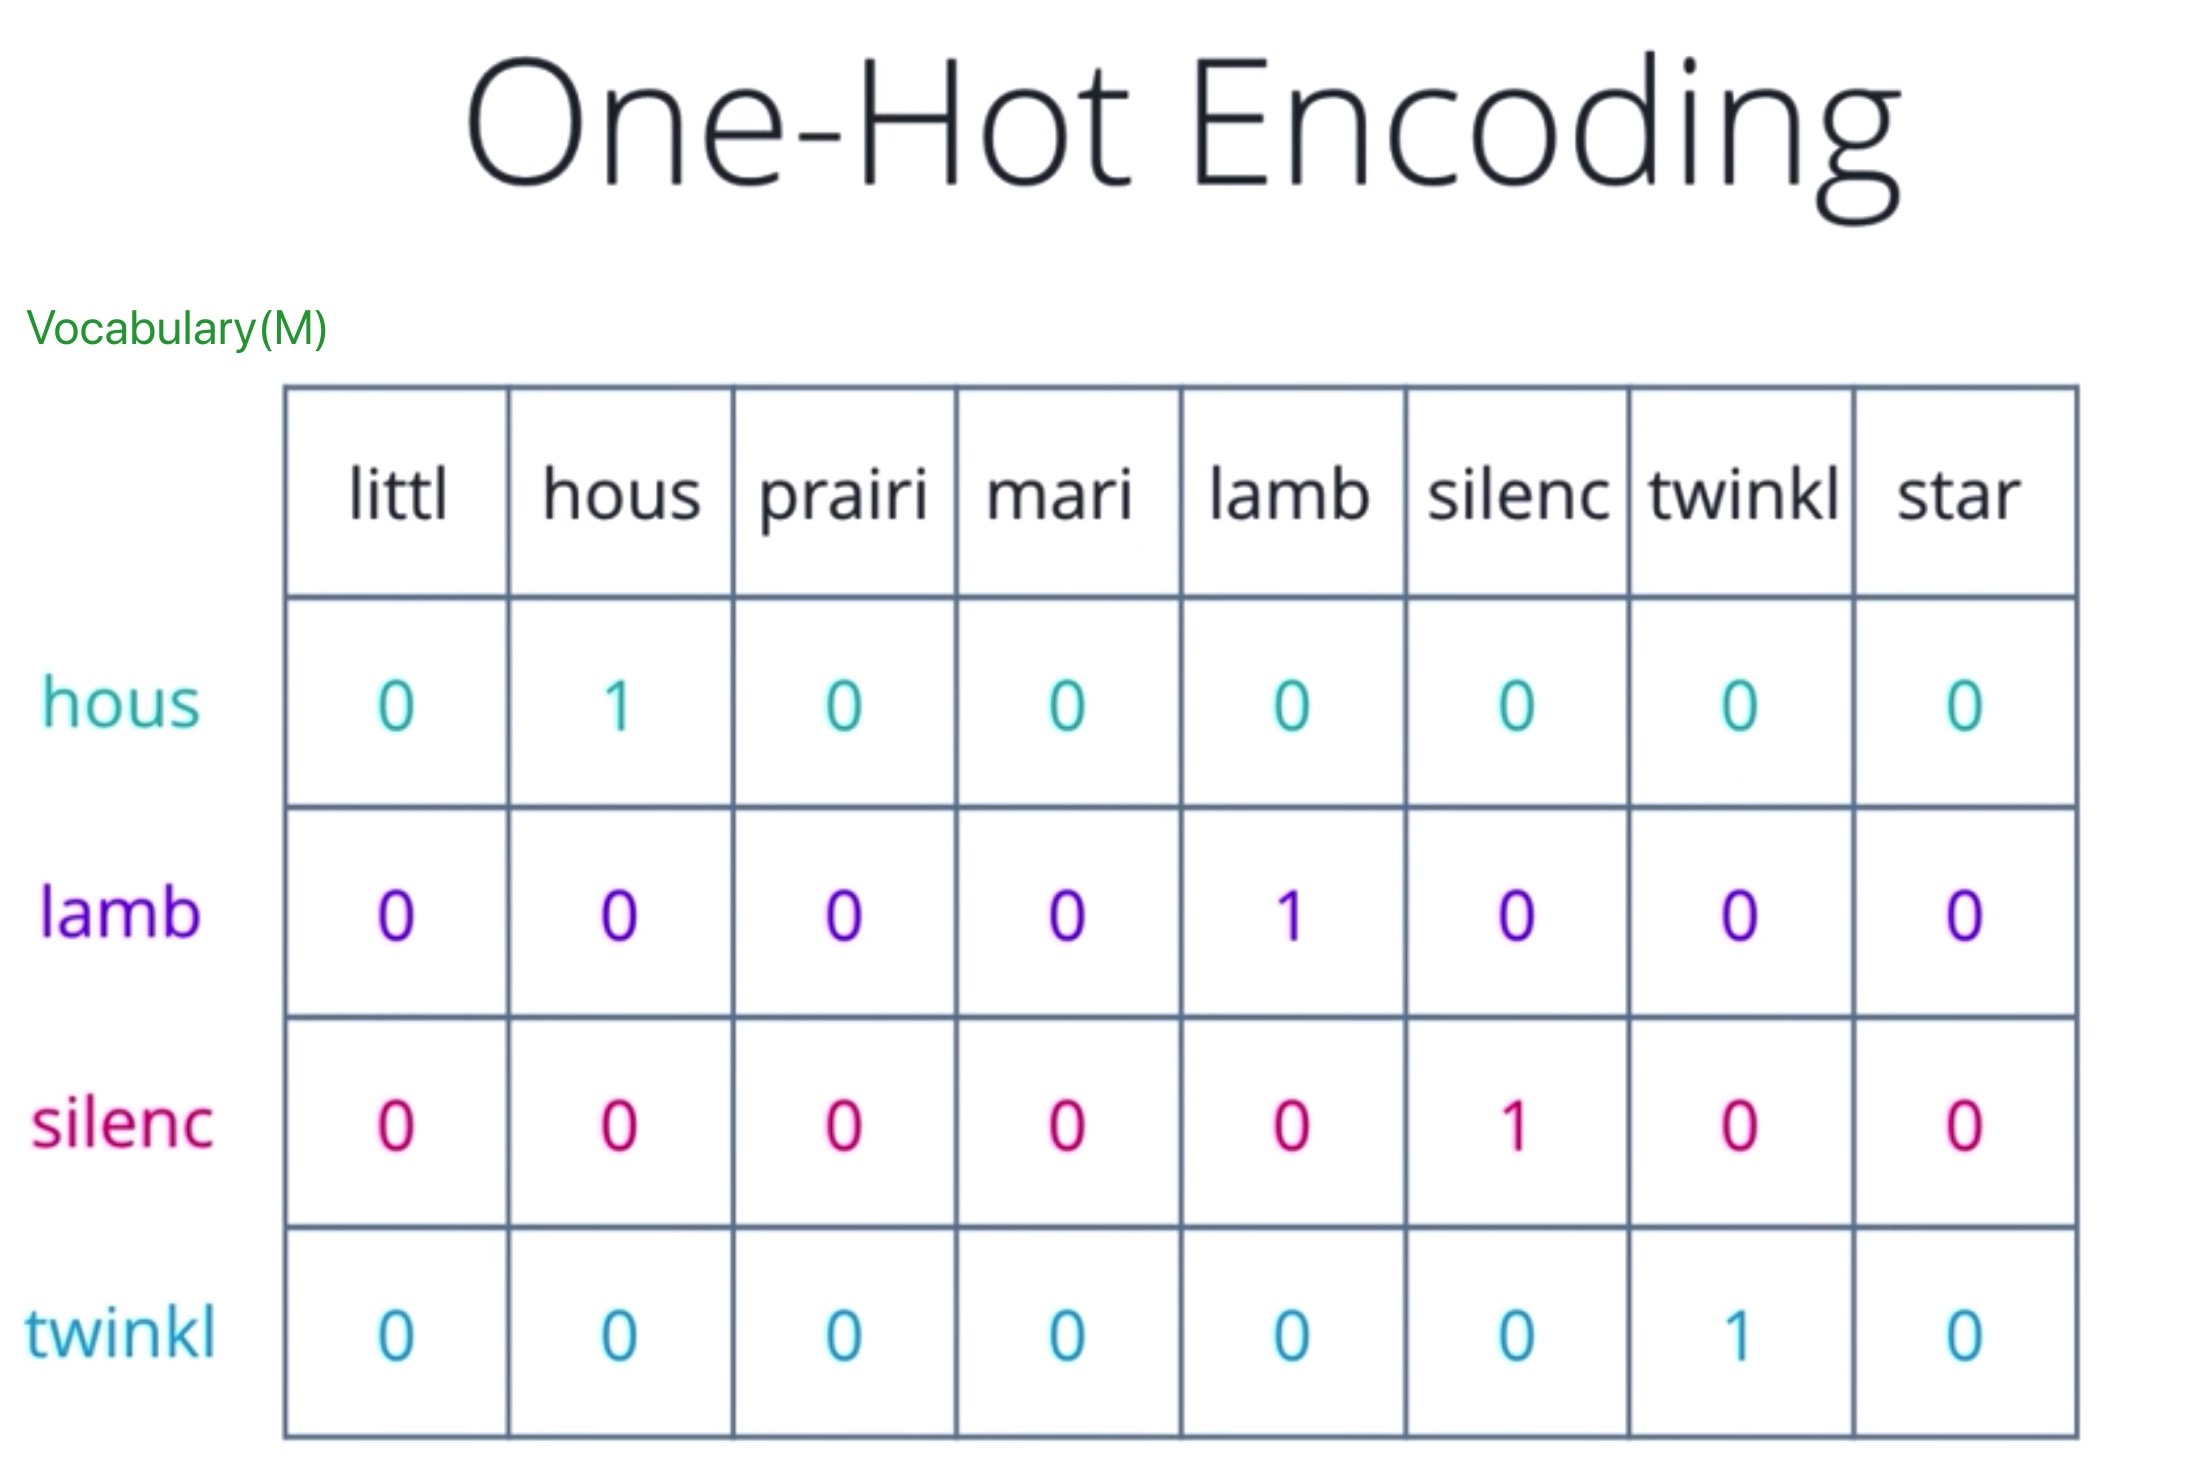 One-Hot Encoding
Vocabulary(M)
littl hous prairi mari lamb silenc twinkl star
hous 0 1 0 0 0 0 0 0
lamb 0 0 0 0 1 0 0 0
silenc 0 0 0 0 0 1 0 0
twinkl 0 0 0 0 0 0 1 0